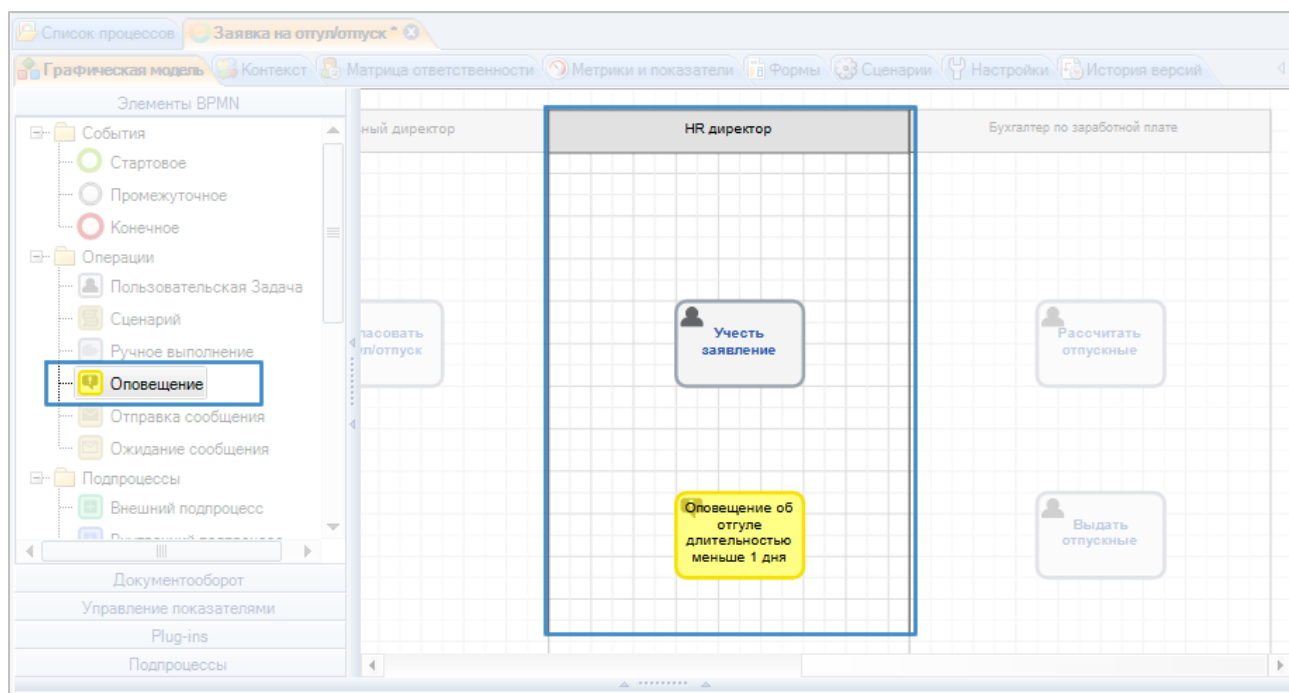 Список процессов Заявка на отгул/отпуск *
Графическая модель Контекст Матрица ответственности Метрики и показатели Формы Сценарии Настройки История версий
Элементы BPMN
События
Стартовое
Промежуточное
Конечное
Операции
Пользовательская Задача
Сценарий
Ручное выполнение
Оповещение
Отправка сообщения
Ожидание сообщения
Подпроцессы
Внешний подпроцесс
Документооборот
Управление показателями
Plug-ins
Подпроцессы
ный директор
HR директор
Бухгалтер по заработной плате
ласовать
ул/отпуск
Учесть
заявление
Рассчитать
отпускные
Оповещение об
отгуле
длительностью
меньше 1 дня
Выдать
отпускные